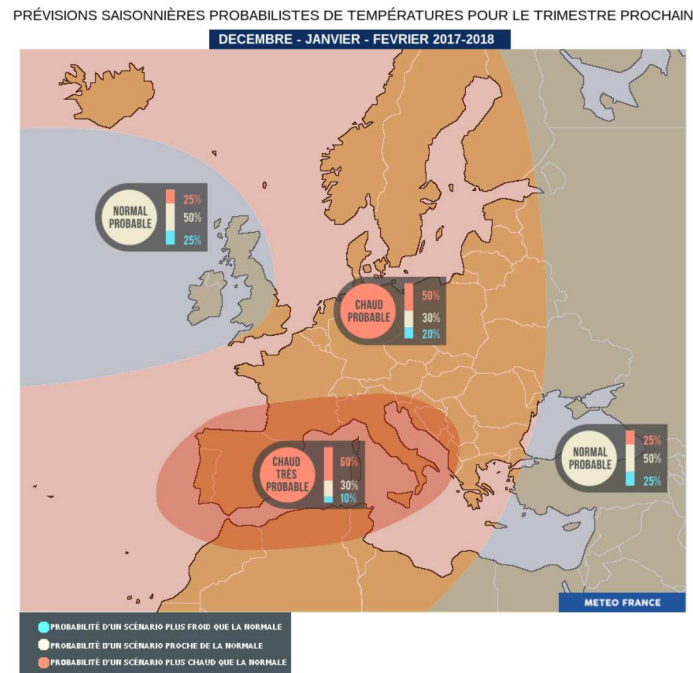 PRÉVISIONS SAISONNIÈRES PROBABILISTES DE TEMPÉRATURES POUR LE TRIMESTRE PROCHAIN
DECEMBRE - JANVIER - FEVRIER 2017-2018
NORMAL
PROBABLE
25%
50%
25%
CHAUD
PROBABLE
50%
30%
20%
CHAUD
TRÈS
PROBABLE
60%
30%
10%
NORMAL
PROBABLE
25%
50%
25%
METEO FRANCE
PROBABILITÉ D'UN SCÉNARIO PLUS FROID QUE LA NORMALE
PROBABILITÉ D'UN SCÉNARIO PROCHE DE LA NORMALE
PROBABILITÉ D'UN SCÉNARIO PLUS CHAUD QUE LA NORMALE